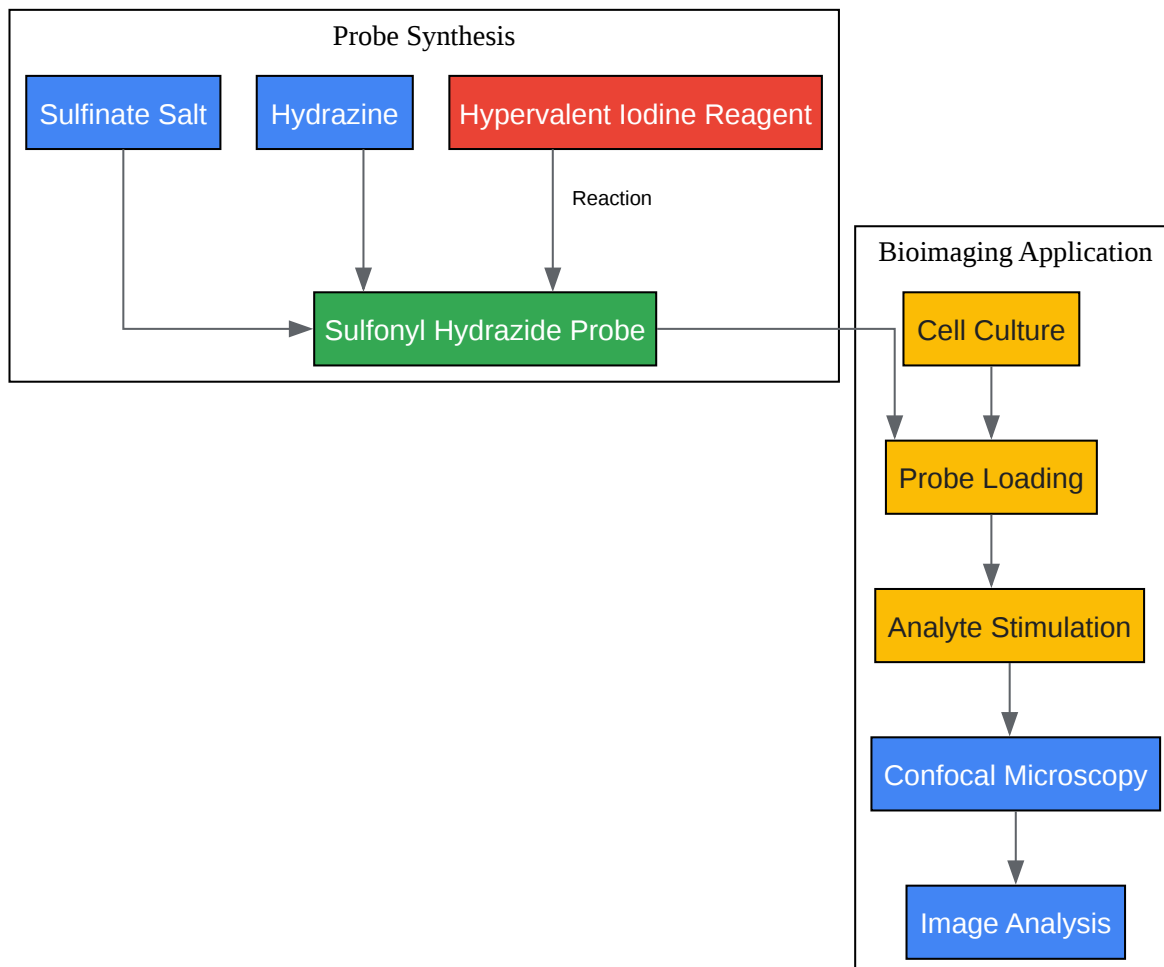 Probe Synthesis
Sulfinate Salt
Hydrazine
Hypervalent Iodine Reagent
Reaction
Sulfonyl Hydrazide Probe
Bioimaging Application
Cell Culture
Probe Loading
Analyte Stimulation
Confocal Microscopy
Image Analysis